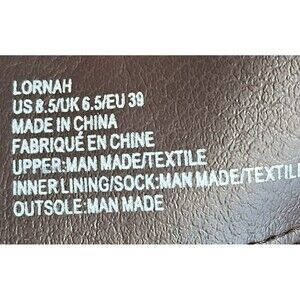 LORNAH
US 8.5/UK 6.5/EU 39
MADE IN CHINA
FABRIQUÉ EN CHINE
UPPER:MAN MADE/TEXTILE
INNER LINING/SOCK:MAN MADE/TEXTIL
OUTSOLE:MAN MADE